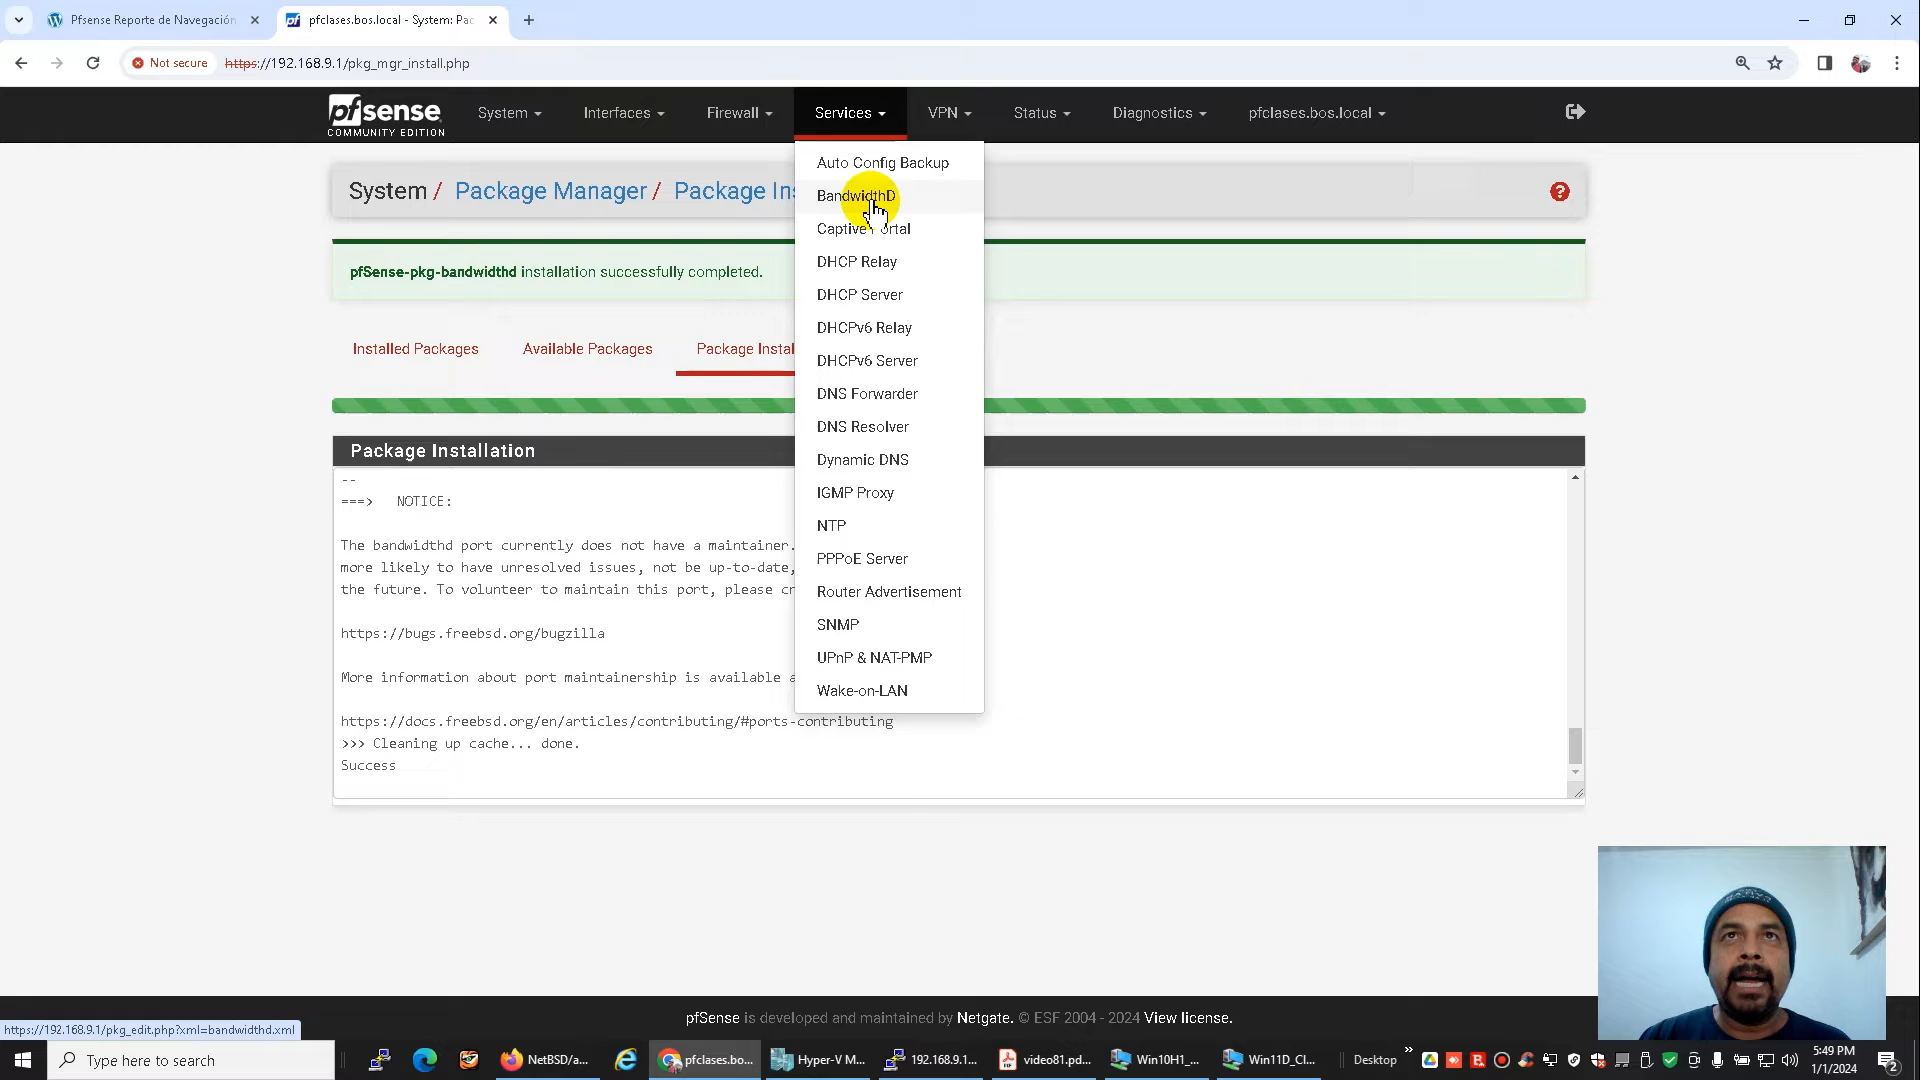 Pfsense Reporte de Navegación
pfclases.bos.local - System: Pac
Not secure
https://192.168.9.1/pkg_mgr_install.php
pfsense
COMMUNITY EDITION
System
Interfaces
Firewall
Services
VPN
Status
Diagnostics
pfclases.bos.local
System / Package Manager / Package Ins
Auto Config Backup
BandwidthD
Captive Portal
DHCP Relay
DHCP Server
DHCPv6 Relay
DHCPv6 Server
DNS Forwarder
DNS Resolver
Dynamic DNS
IGMP Proxy
NTP
PPPoE Server
Router Advertisement
SNMP
UPnP & NAT-PMP
Wake-on-LAN
pfSense-pkg-bandwidthd installation successfully completed.
Installed Packages
Available Packages
Package Instal
Package Installation
--
===>   NOTICE:
The bandwidthd port currently does not have a maintainer.
more likely to have unresolved issues, not be up-to-date,
the future. To volunteer to maintain this port, please cr
https://bugs.freebsd.org/bugzilla
More information about port maintainership is available a
https://docs.freebsd.org/en/articles/contributing/#ports-contributing
>>> Cleaning up cache... done.
Success
pfSense is developed and maintained by Netgate. © ESF 2004 - 2024 View license.
https://192.168.9.1/pkg_edit.php?xml=bandwidthd.xml
Type here to search
NetBSD/a...
pfclases.bo...
Hyper-V M...
192.168.9.1...
video81.pd...
Win10H1_...
Win11D_Cl...
Desktop
5:49 PM
1/1/2024
2